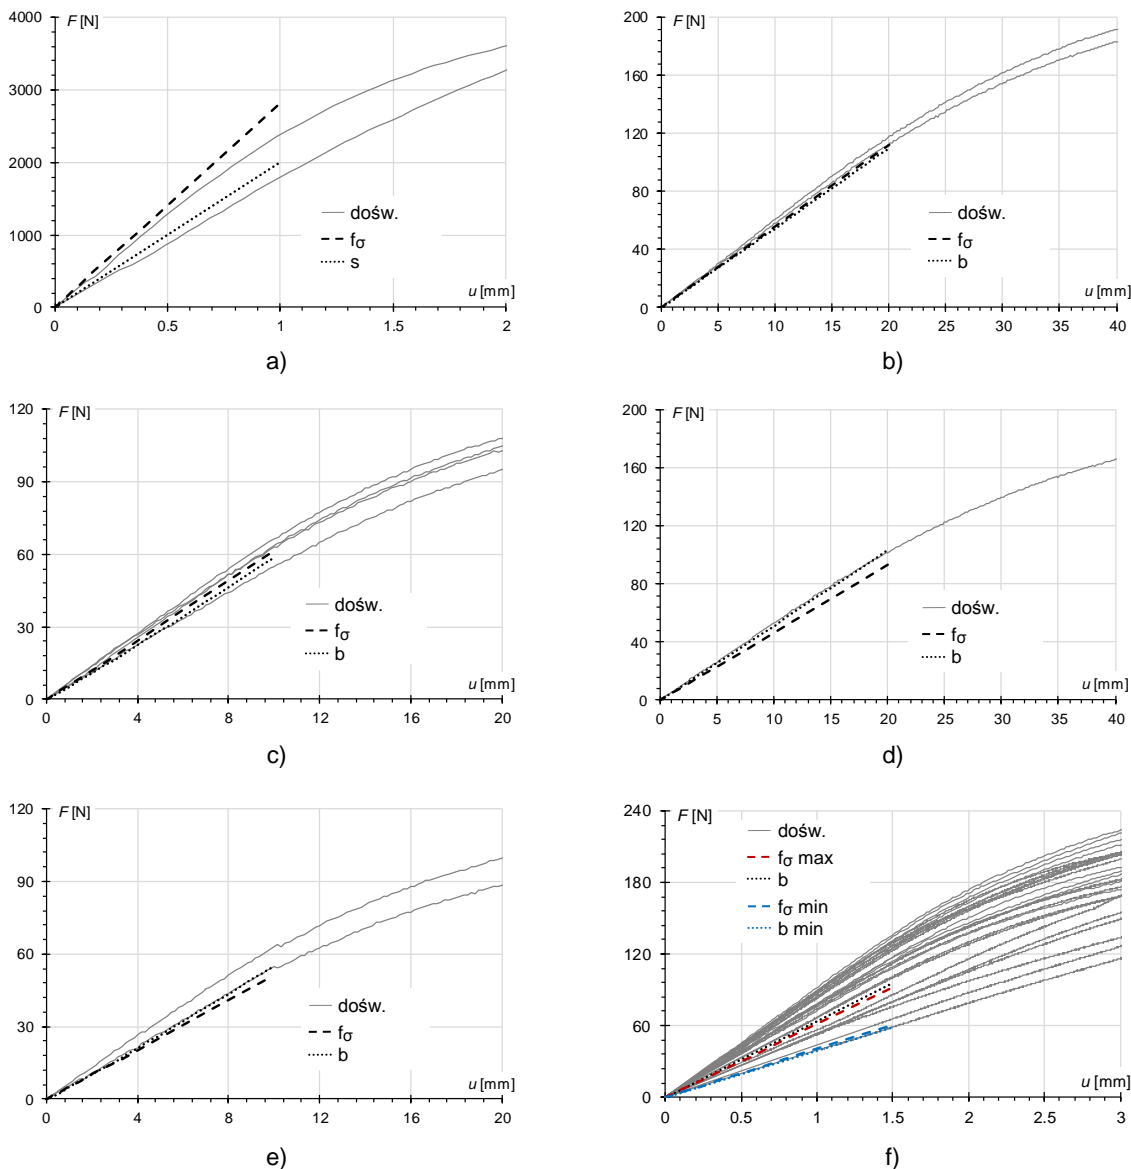 F [N]
4000
3000
2000
1000
0
0
0.5
1
1.5
2
u [mm]
dośw.
fσ
s
a)
F [N]
200
160
120
80
40
0
0
5
10
15
20
25
30
35
40
u [mm]
dośw.
fσ
b
b)
F [N]
120
90
60
30
0
0
4
8
12
16
20
u [mm]
dośw.
fσ
b
c)
F [N]
200
160
120
80
40
0
0
5
10
15
20
25
30
35
40
u [mm]
dośw.
fσ
b
d)
F [N]
120
90
60
30
0
0
4
8
12
16
20
u [mm]
dośw.
fσ
b
e)
F [N]
240
180
120
60
0
0
0.5
1
1.5
2
2.5
3
u [mm]
dośw.
fσ max
b
fσ min
b min
f)